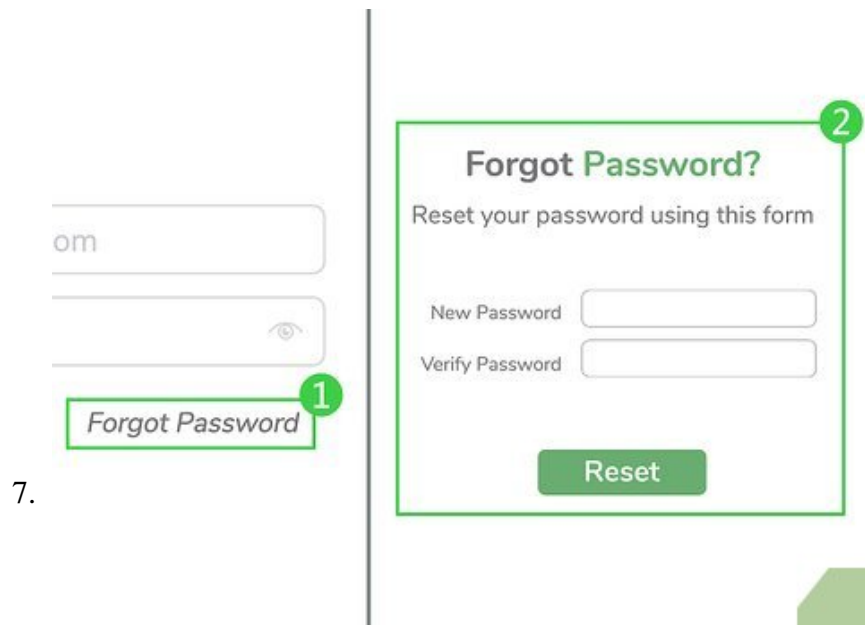 om
1
Forgot Password
7.
2
Forgot Password?
Reset your password using this form
New Password
Verify Password
Reset